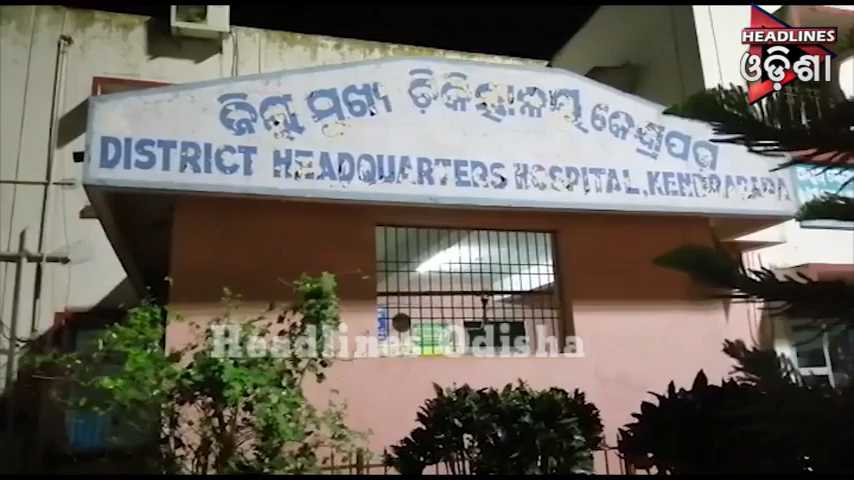 HEADLINES
ଓଡ଼ିଶା
ଜିଲ୍ଲା ମୁଖ୍ୟ ଚିକିତ୍ସାଳୟ କେନ୍ଦ୍ରାପଡ଼ା
DISTRICT HEADQUARTERS HOSPITAL, KENDRAPARA
Headlines Odisha